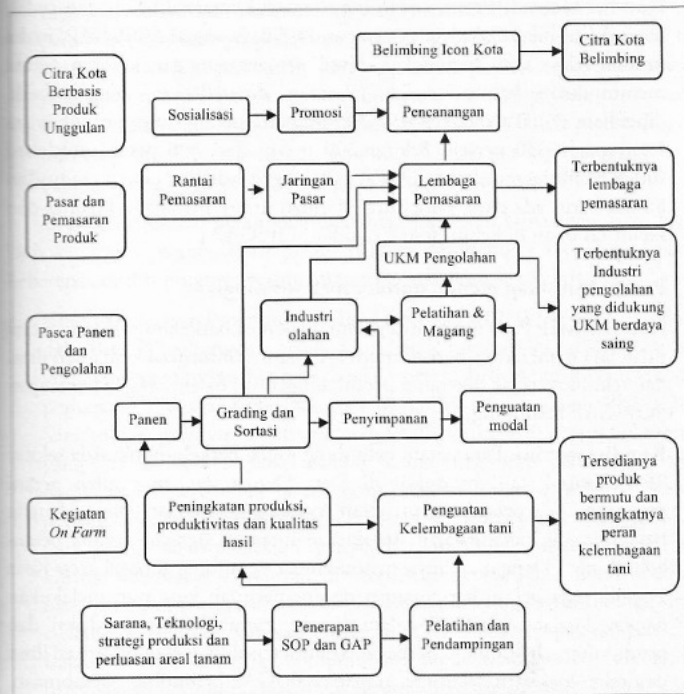 Belimbing Icon Kota
Citra Kota
Belimbing
Citra Kota
Berbasis
Produk
Unggulan
Sosialisasi
Promosi
Pencanangan
Pasar dan
Pemasaran
Produk
Rantai
Pemasaran
Jaringan
Pasar
Lembaga
Pemasaran
Terbentuknya
lembaga
pemasaran
UKM Pengolahan
Terbentuknya
Industri
pengolahan
yang didukung
UKM berdaya
saing
Pasca Panen
dan
Pengolahan
Industri
olahan
Pelatihan &
Magang
Panen
Grading dan
Sortasi
Penyimpanan
Penguatan
modal
Kegiatan
On Farm
Peningkatan produksi,
produktivitas dan kualitas
hasil
Penguatan
Kelembagaan tani
Tersedianya
produk
bermutu dan
meningkatnya
peran
kelembagaan
tani
Sarana, Teknologi,
strategi produksi dan
perluasan areal tanam
Penerapan
SOP dan GAP
Pelatihan dan
Pendampingan